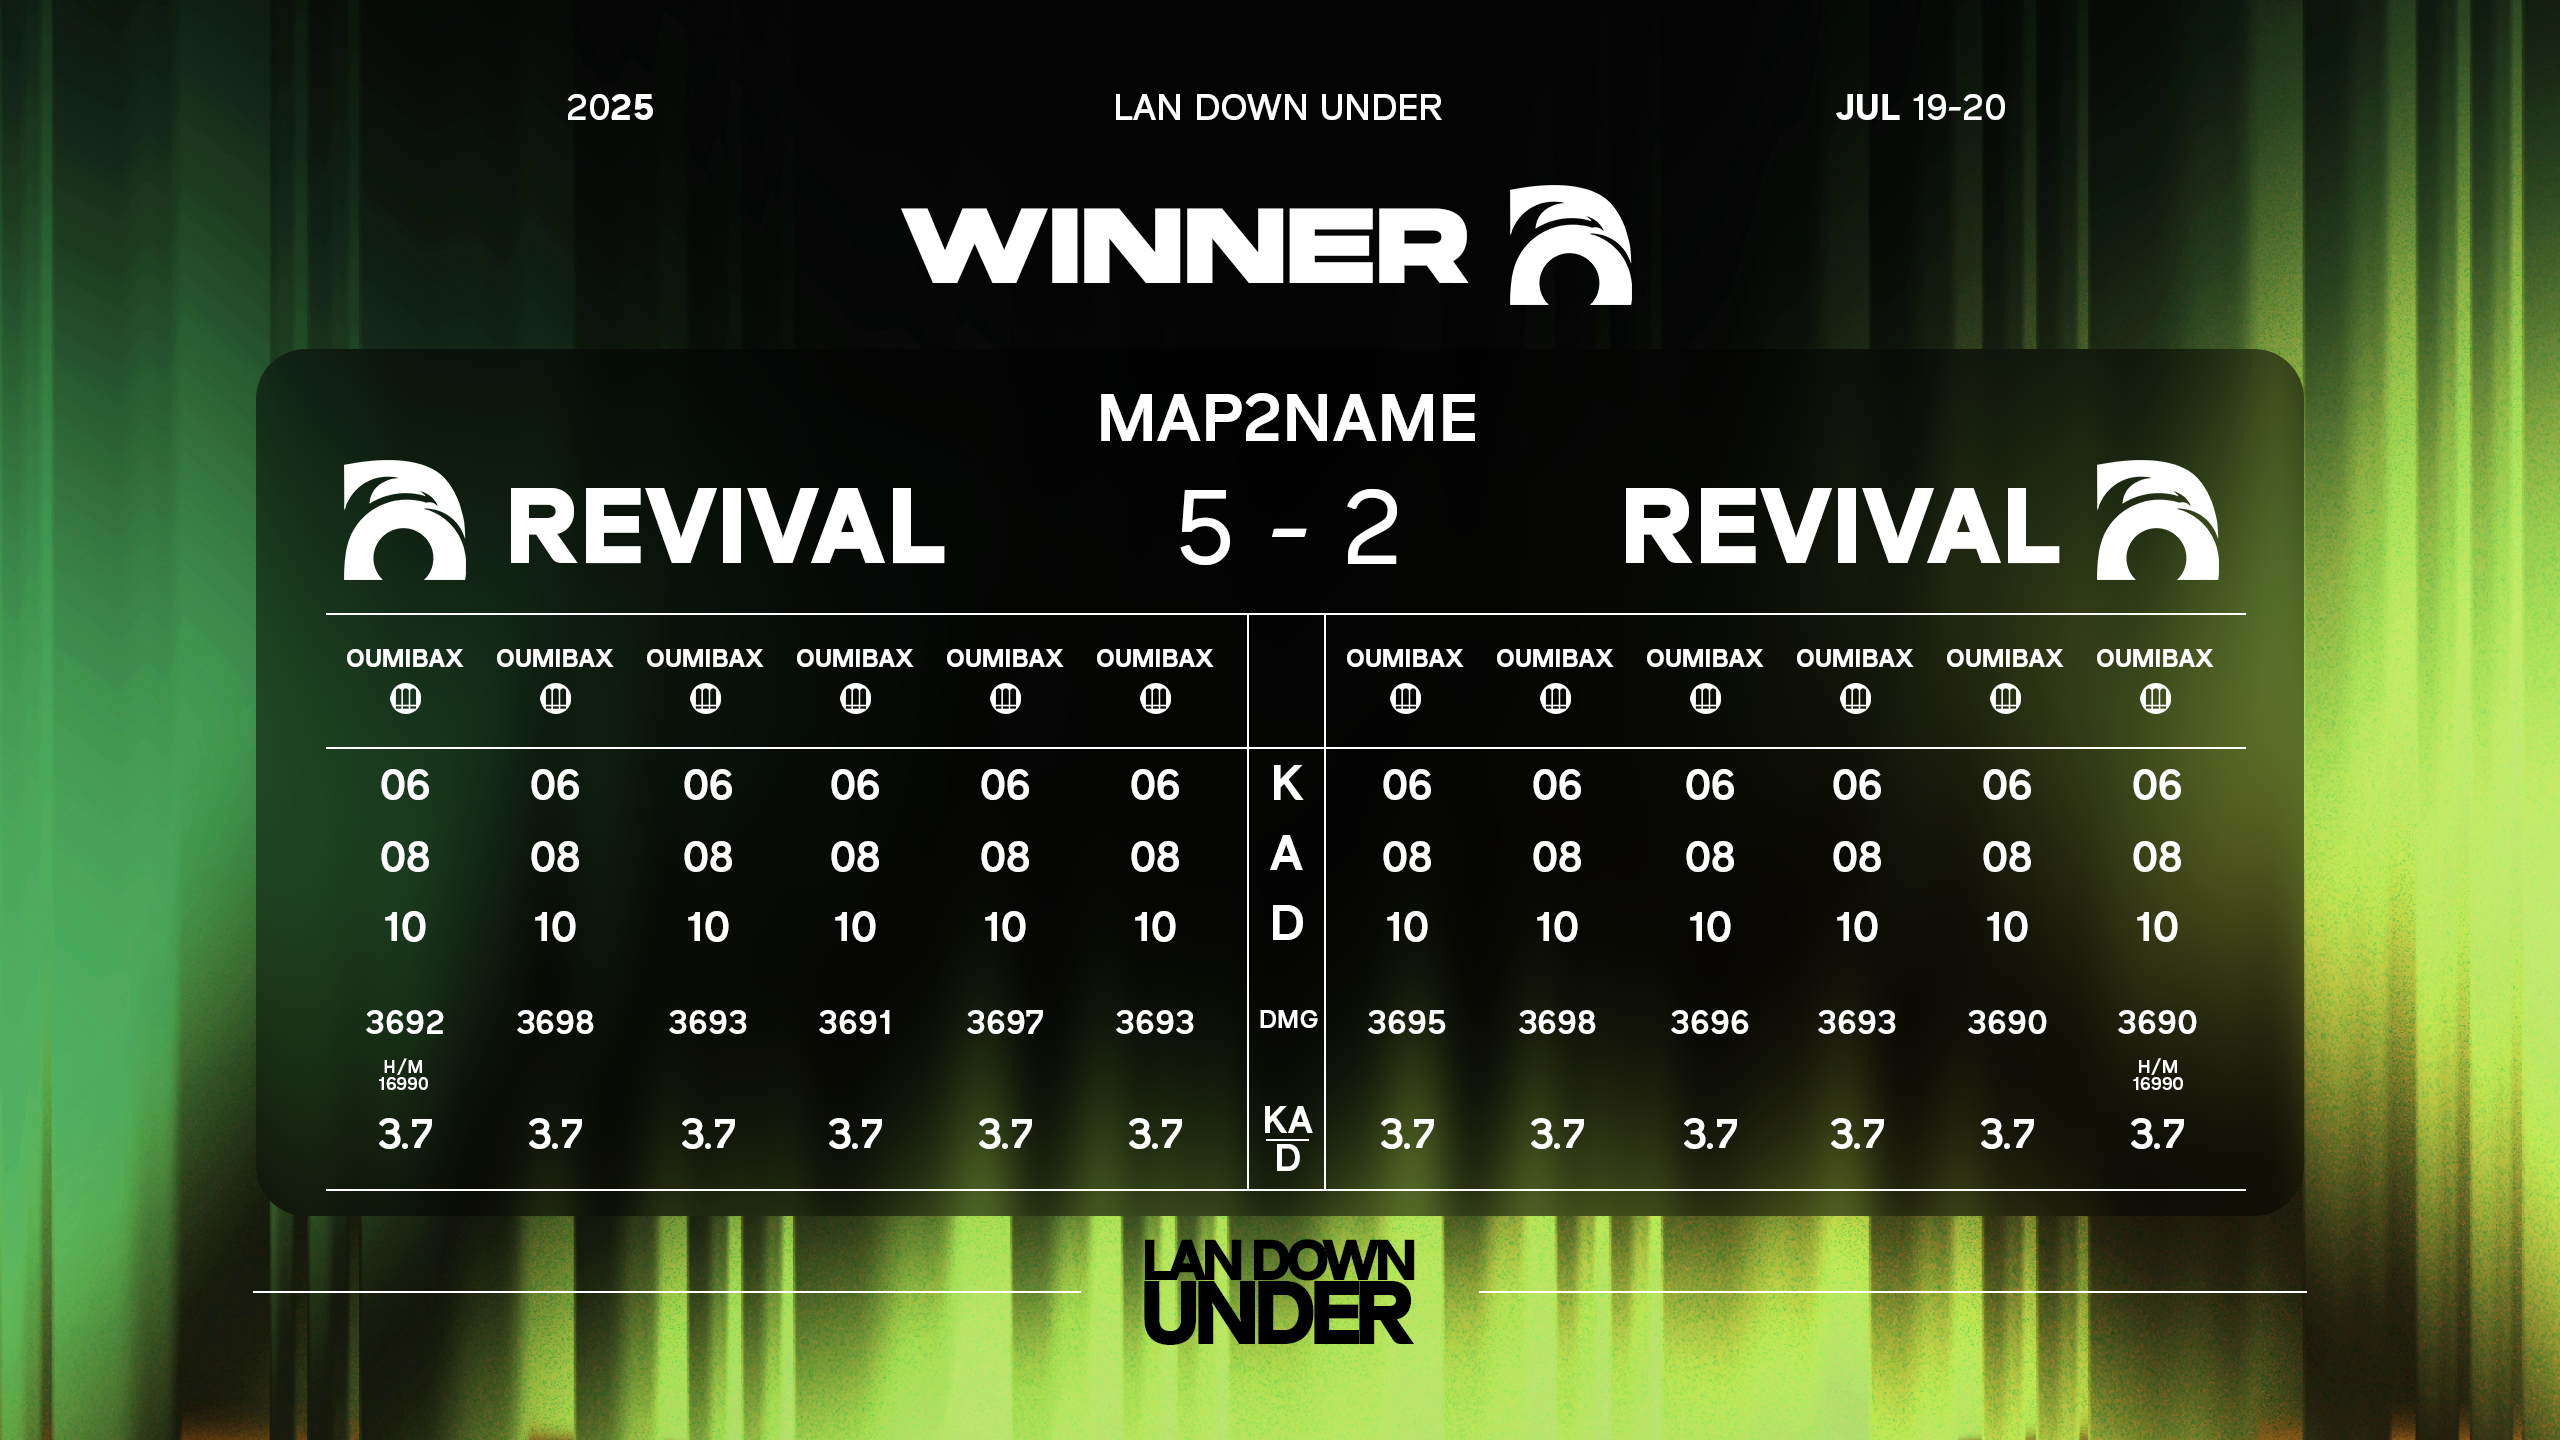 2025 LAN DOWN UNDER JUL 19-20
WINNER
MAP2NAME
REVIVAL 5 - 2 REVIVAL
OUMIBAX OUMIBAX OUMIBAX OUMIBAX OUMIBAX OUMIBAX OUMIBAX OUMIBAX OUMIBAX OUMIBAX OUMIBAX OUMIBAX
06 06 06 06 06 06 K 06 06 06 06 06 06
08 08 08 08 08 08 A 08 08 08 08 08 08
10 10 10 10 10 10 D 10 10 10 10 10 10
3692 3698 3693 3691 3697 3693 DMG 3695 3698 3696 3693 3690 3690
H/M H/M
16990 16990
3.7 3.7 3.7 3.7 3.7 3.7 KA 3.7 3.7 3.7 3.7 3.7 3.7
D
LAN DOWN
UNDER